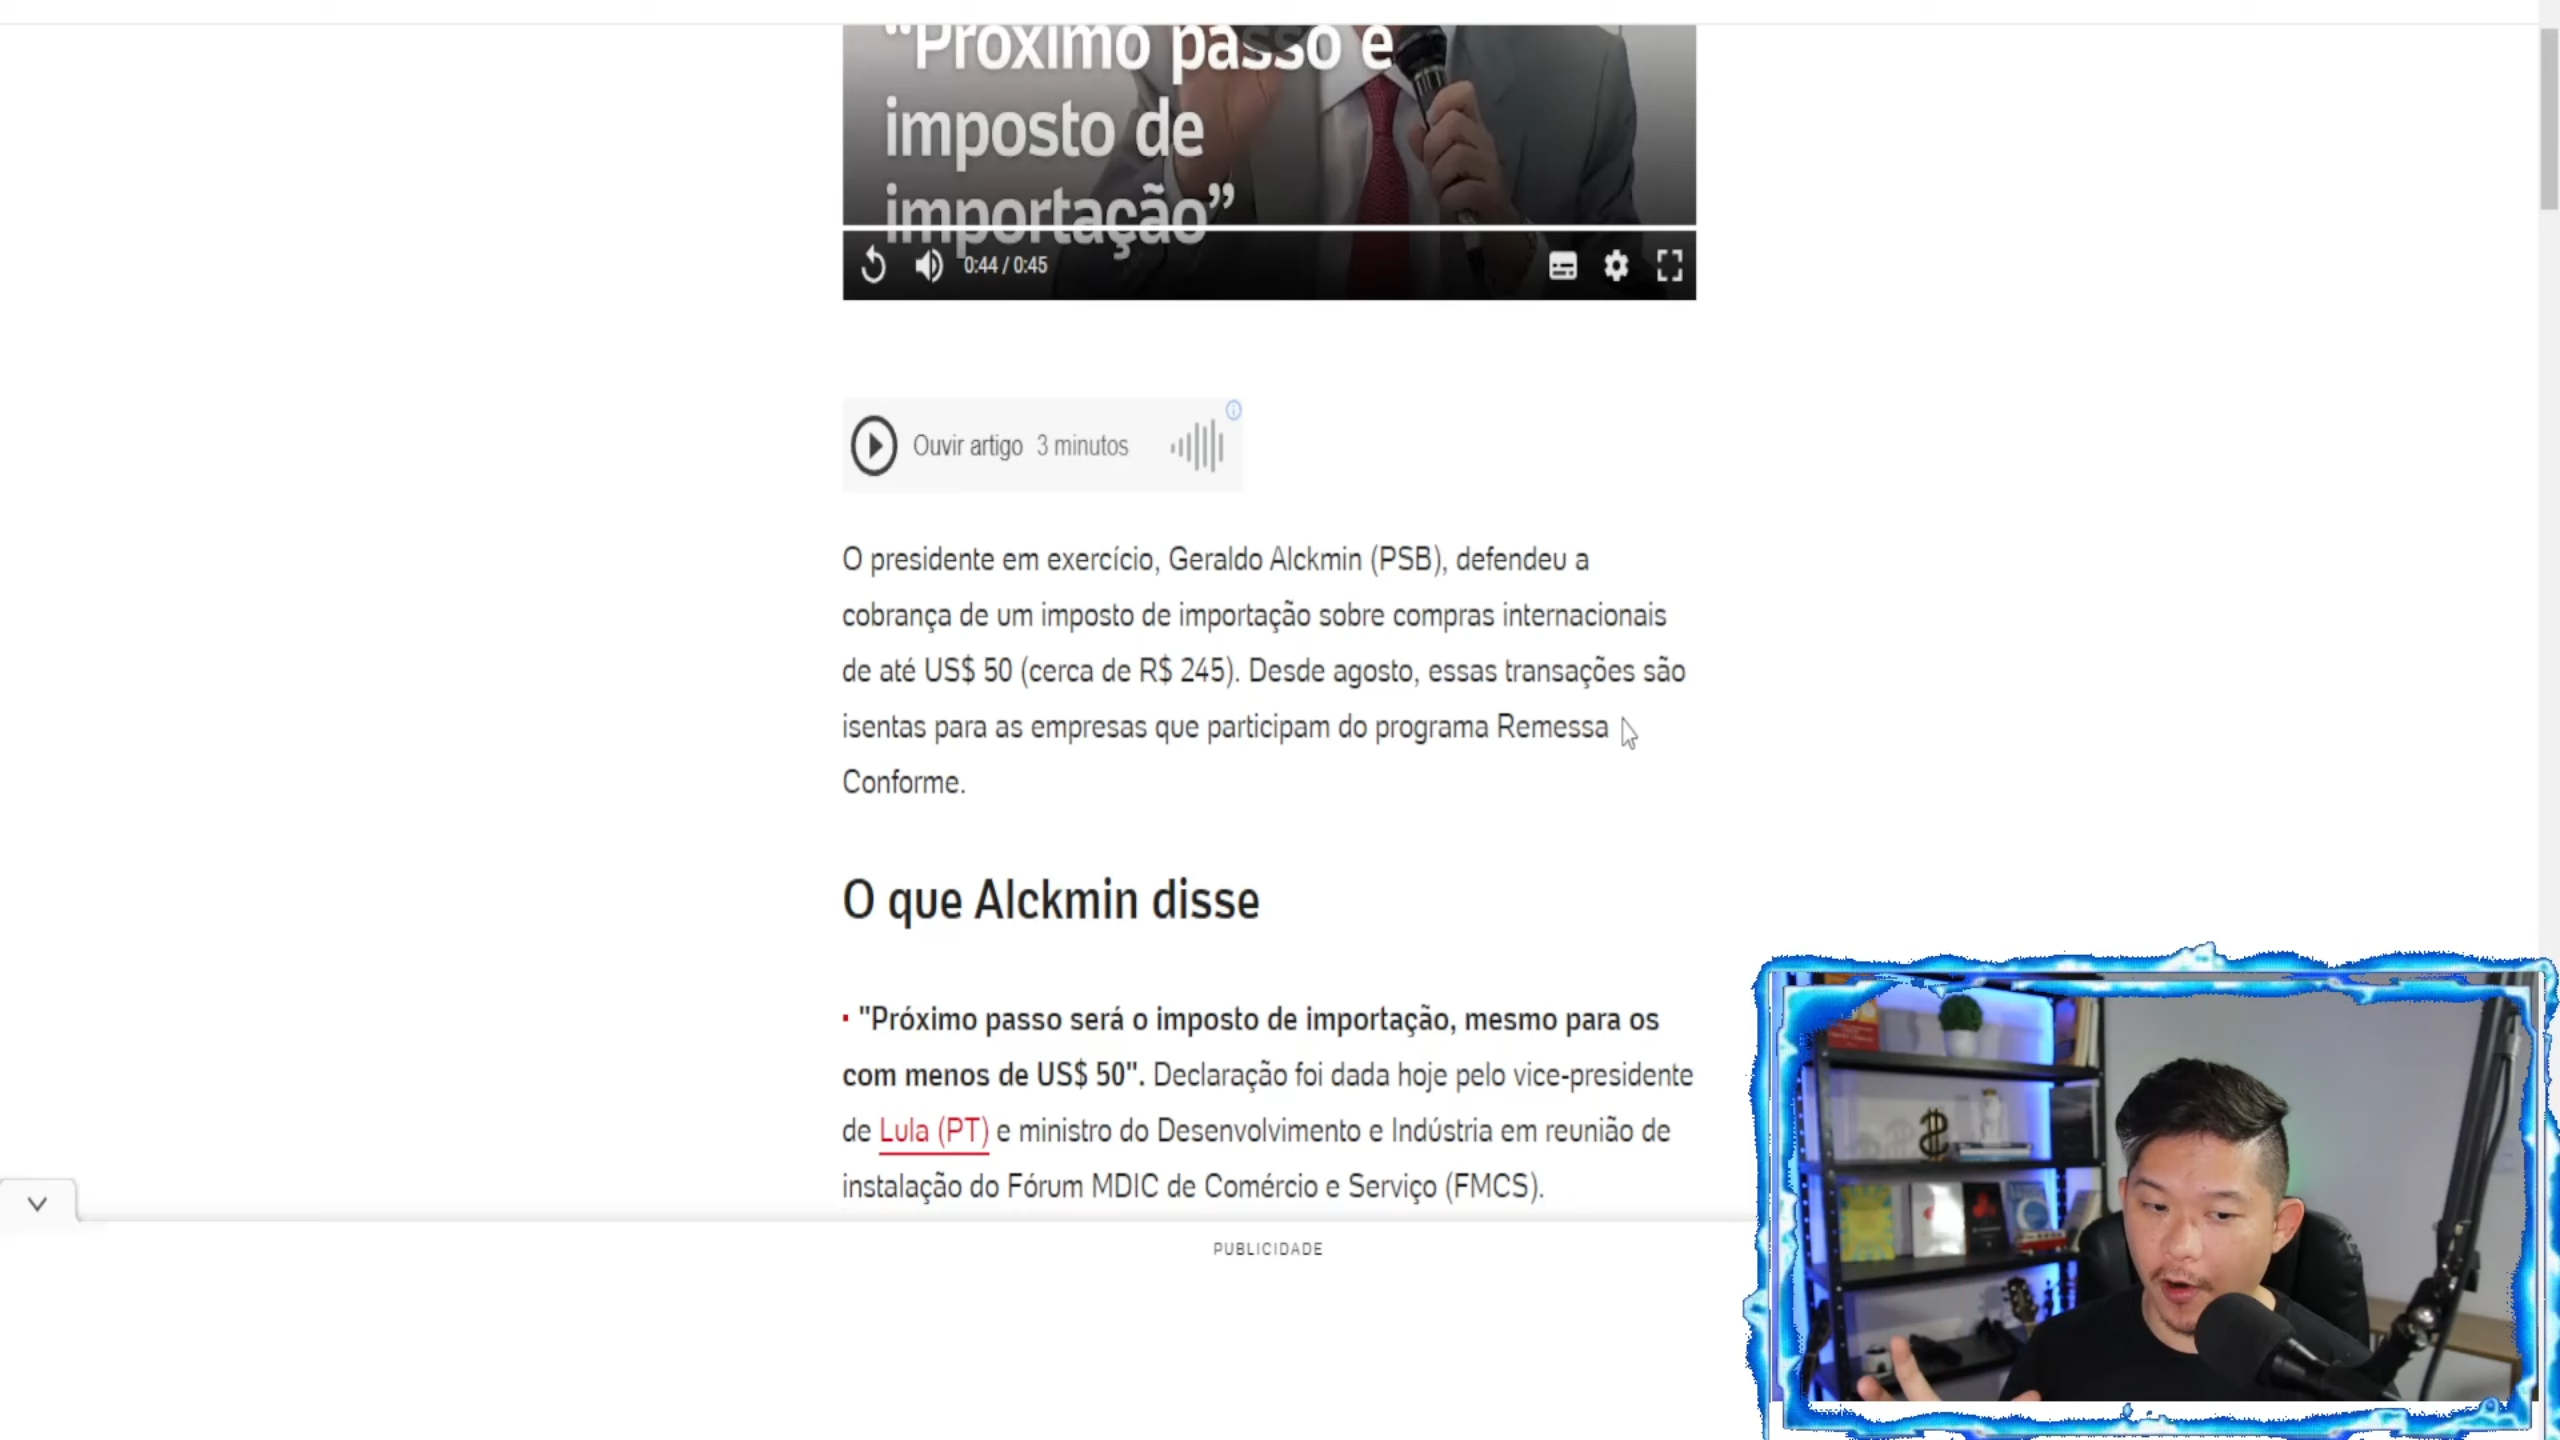 "Próximo passo é
imposto de
importação"
0:44 / 0:45
Ouvir artigo 3 minutos
O presidente em exercício, Geraldo Alckmin (PSB), defendeu a
cobrança de um imposto de importação sobre compras internacionais
de até US$ 50 (cerca de R$ 245). Desde agosto, essas transações são
isentas para as empresas que participam do programa Remessa
Conforme.
O que Alckmin disse
"Próximo passo será o imposto de importação, mesmo para os
com menos de US$ 50". Declaração foi dada hoje pelo vice-presidente
de Lula (PT) e ministro do Desenvolvimento e Indústria em reunião de
instalação do Fórum MDIC de Comércio e Serviço (FMCS).
PUBLICIDADE